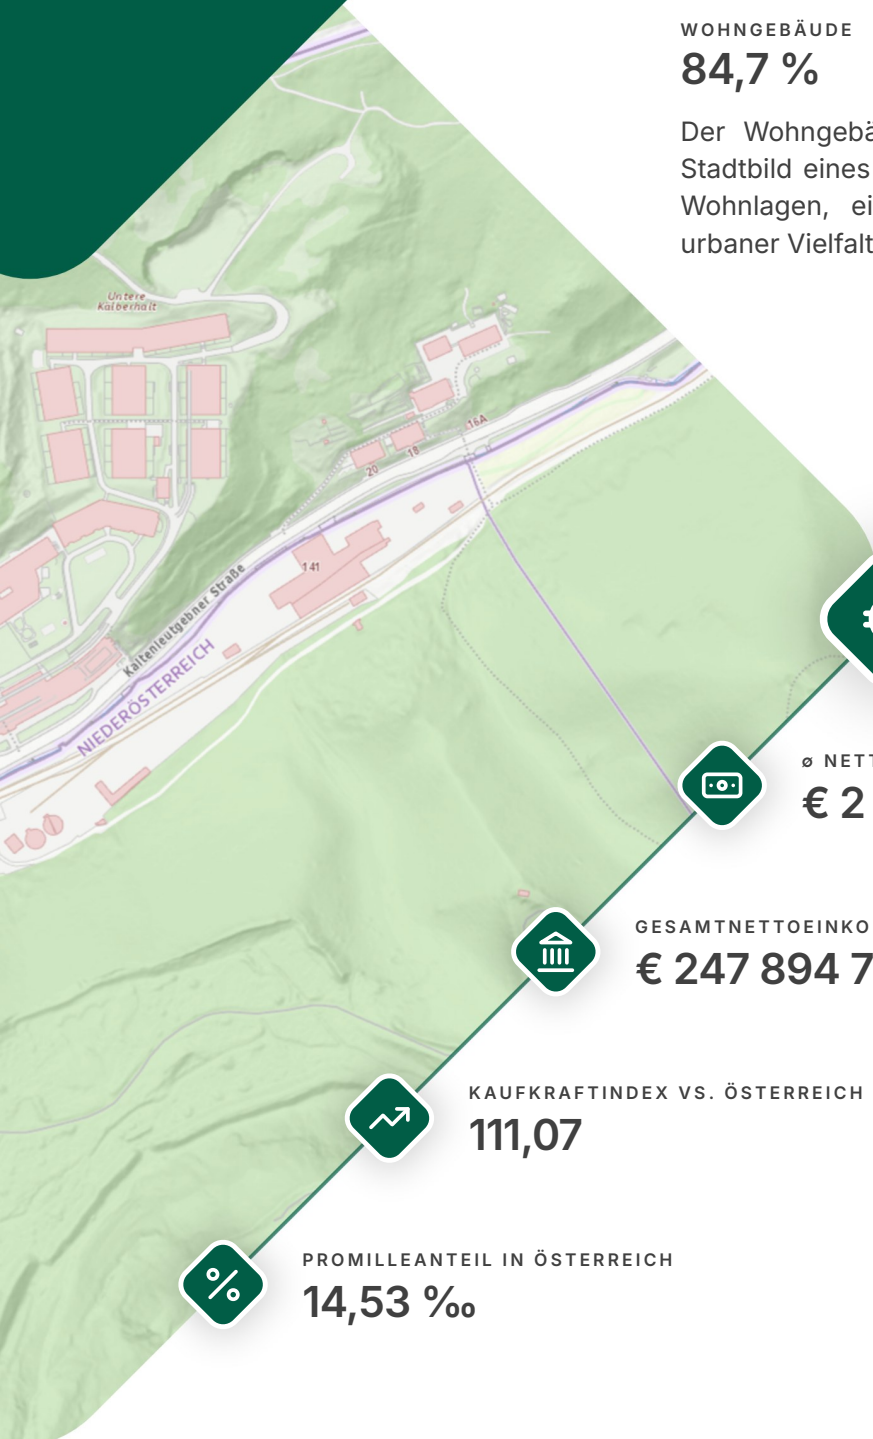 WOHNGEBÄUDE
84,7 %
Der Wohngebä
Stadtbild eines
Wohnlagen, ei
urbaner Vielfalt
Untere
Kälberhalt
16A
18
20
141
Kaltenleutgebner Straße
NIEDERÖSTERREICH
ø NETT
€ 2
GESAMTNETTOEINKO
€ 247 894 7
KAUFKRAFTINDEX VS. ÖSTERREICH
111,07
PROMILLEANTEIL IN ÖSTERREICH
14,53 ‰